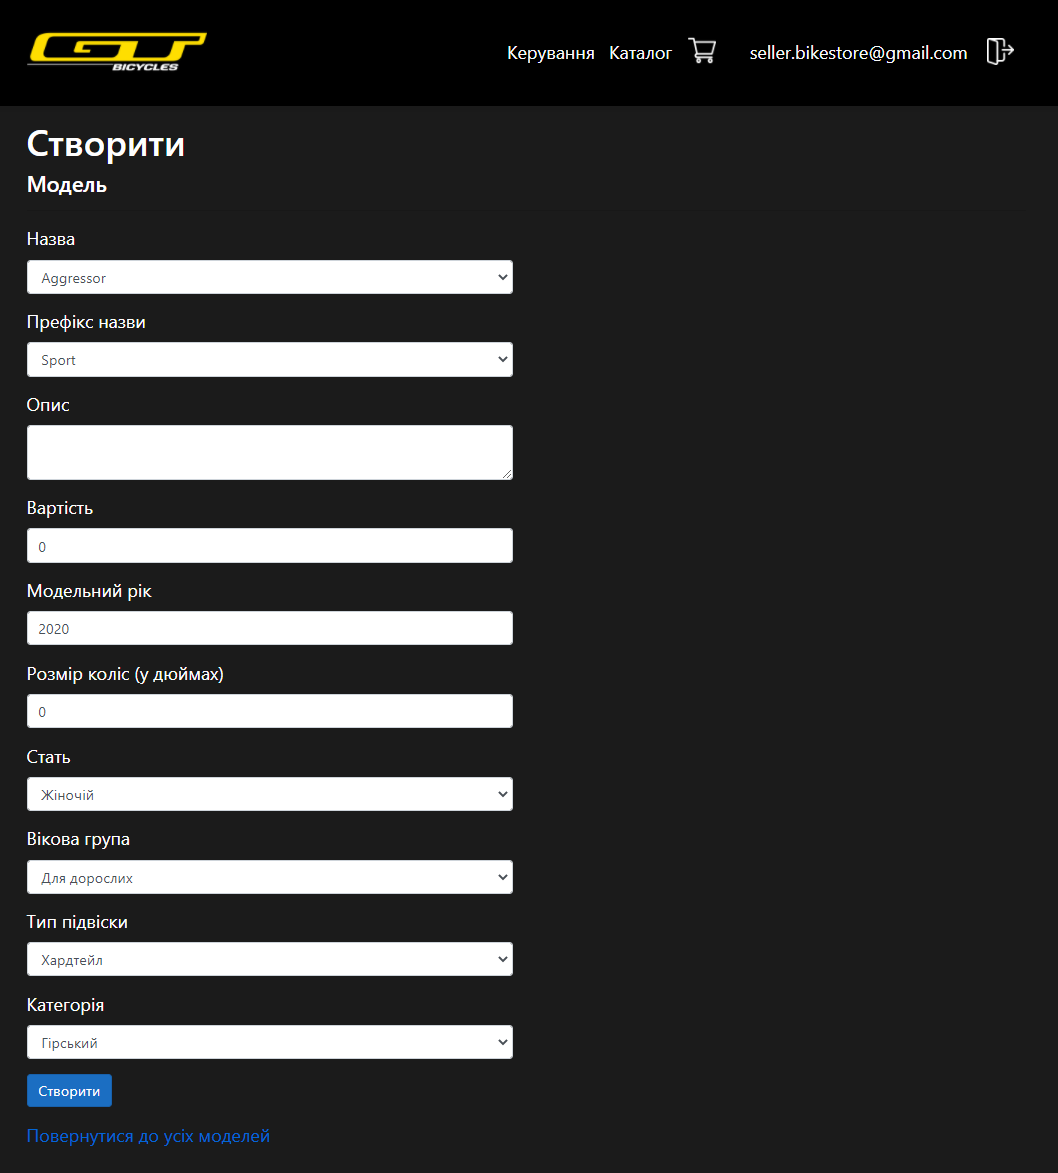 GT
BICYCLES
Керування Каталог seller.bikestore@gmail.com
Створити
Модель
Назва
Aggressor
Префікс назви
Sport
Опис
Вартість
0
Модельний рік
2020
Розмір коліс (у дюймах)
0
Стать
Жіночій
Вікова група
Для дорослих
Тип підвіски
Хардтейл
Категорія
Гірський
Створити
Повернутися до усіх моделей